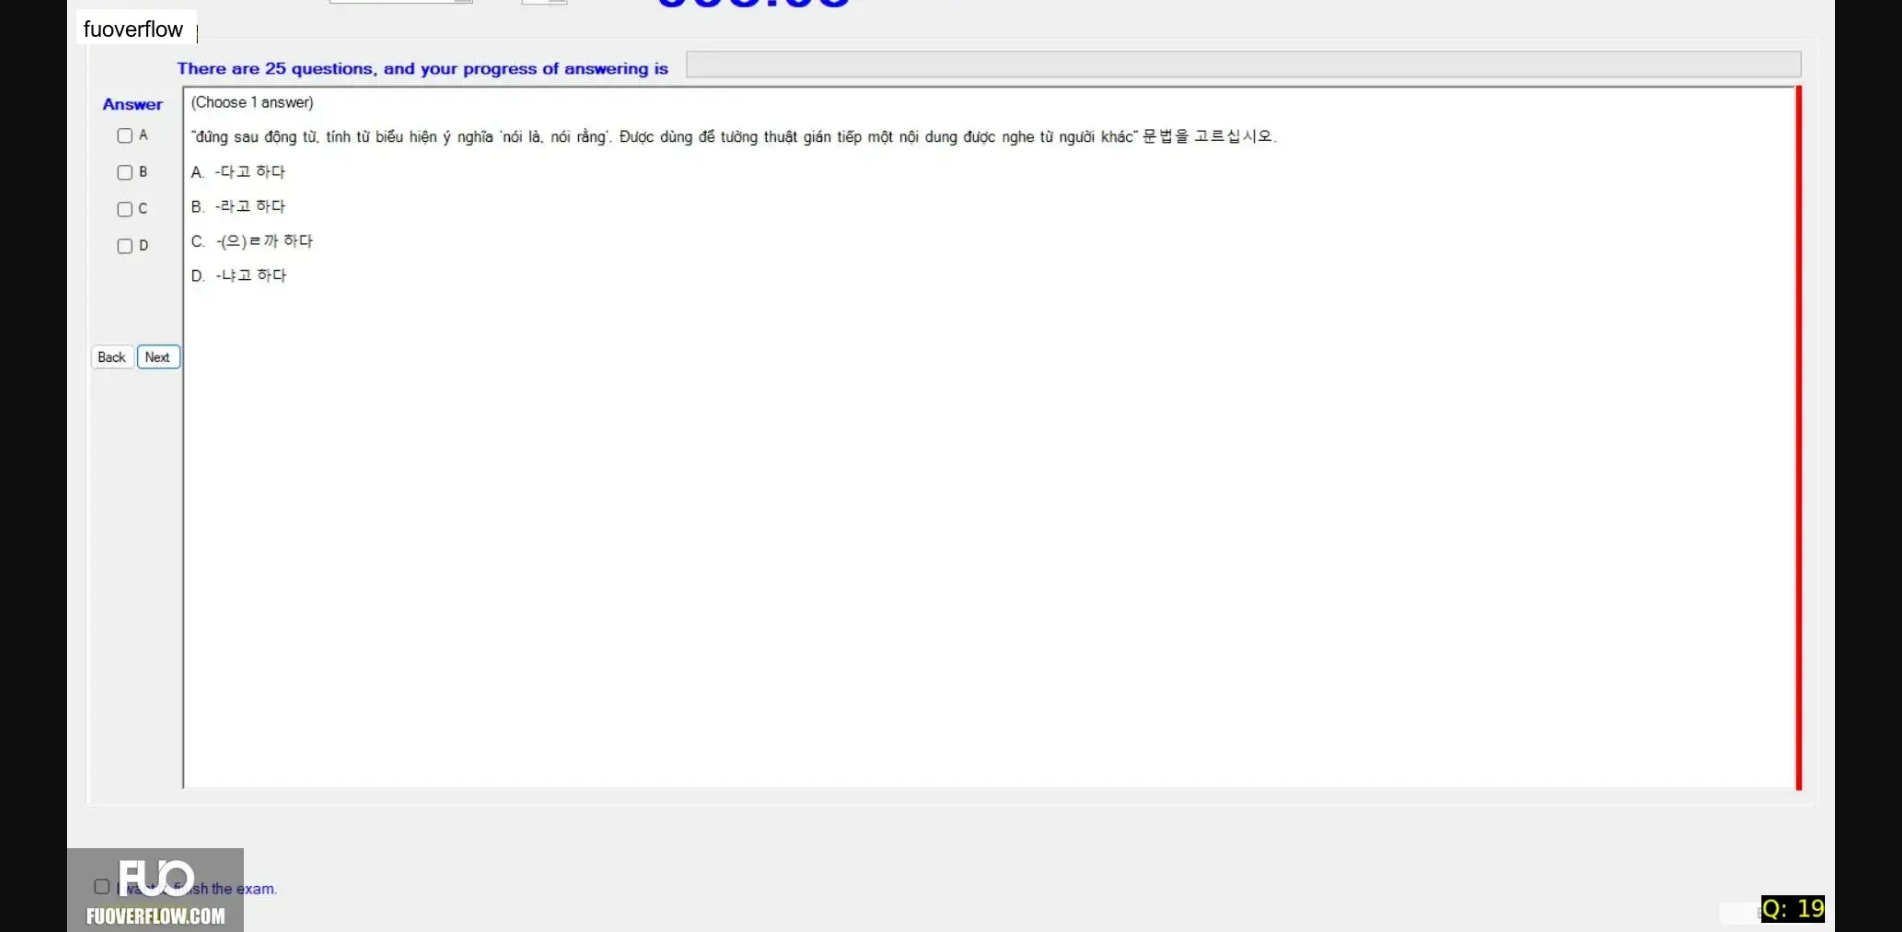 fuoverflow
There are 25 questions, and your progress of answering is
Answer
(Choose 1 answer)
A
"đứng sau động từ, tính từ biểu hiện ý nghĩa 'nói là, nói rằng'. Được dùng để tường thuật gián tiếp một nội dung được nghe từ người khác" 문법을 고르십시오.
B
A. -다고 하다
C
B. -라고 하다
D
C. -(으)ㄹ까 하다
D. -냐고 하다
Back Next
FUO
sh the exam.
FUOVERFLOW.COM
Q: 19